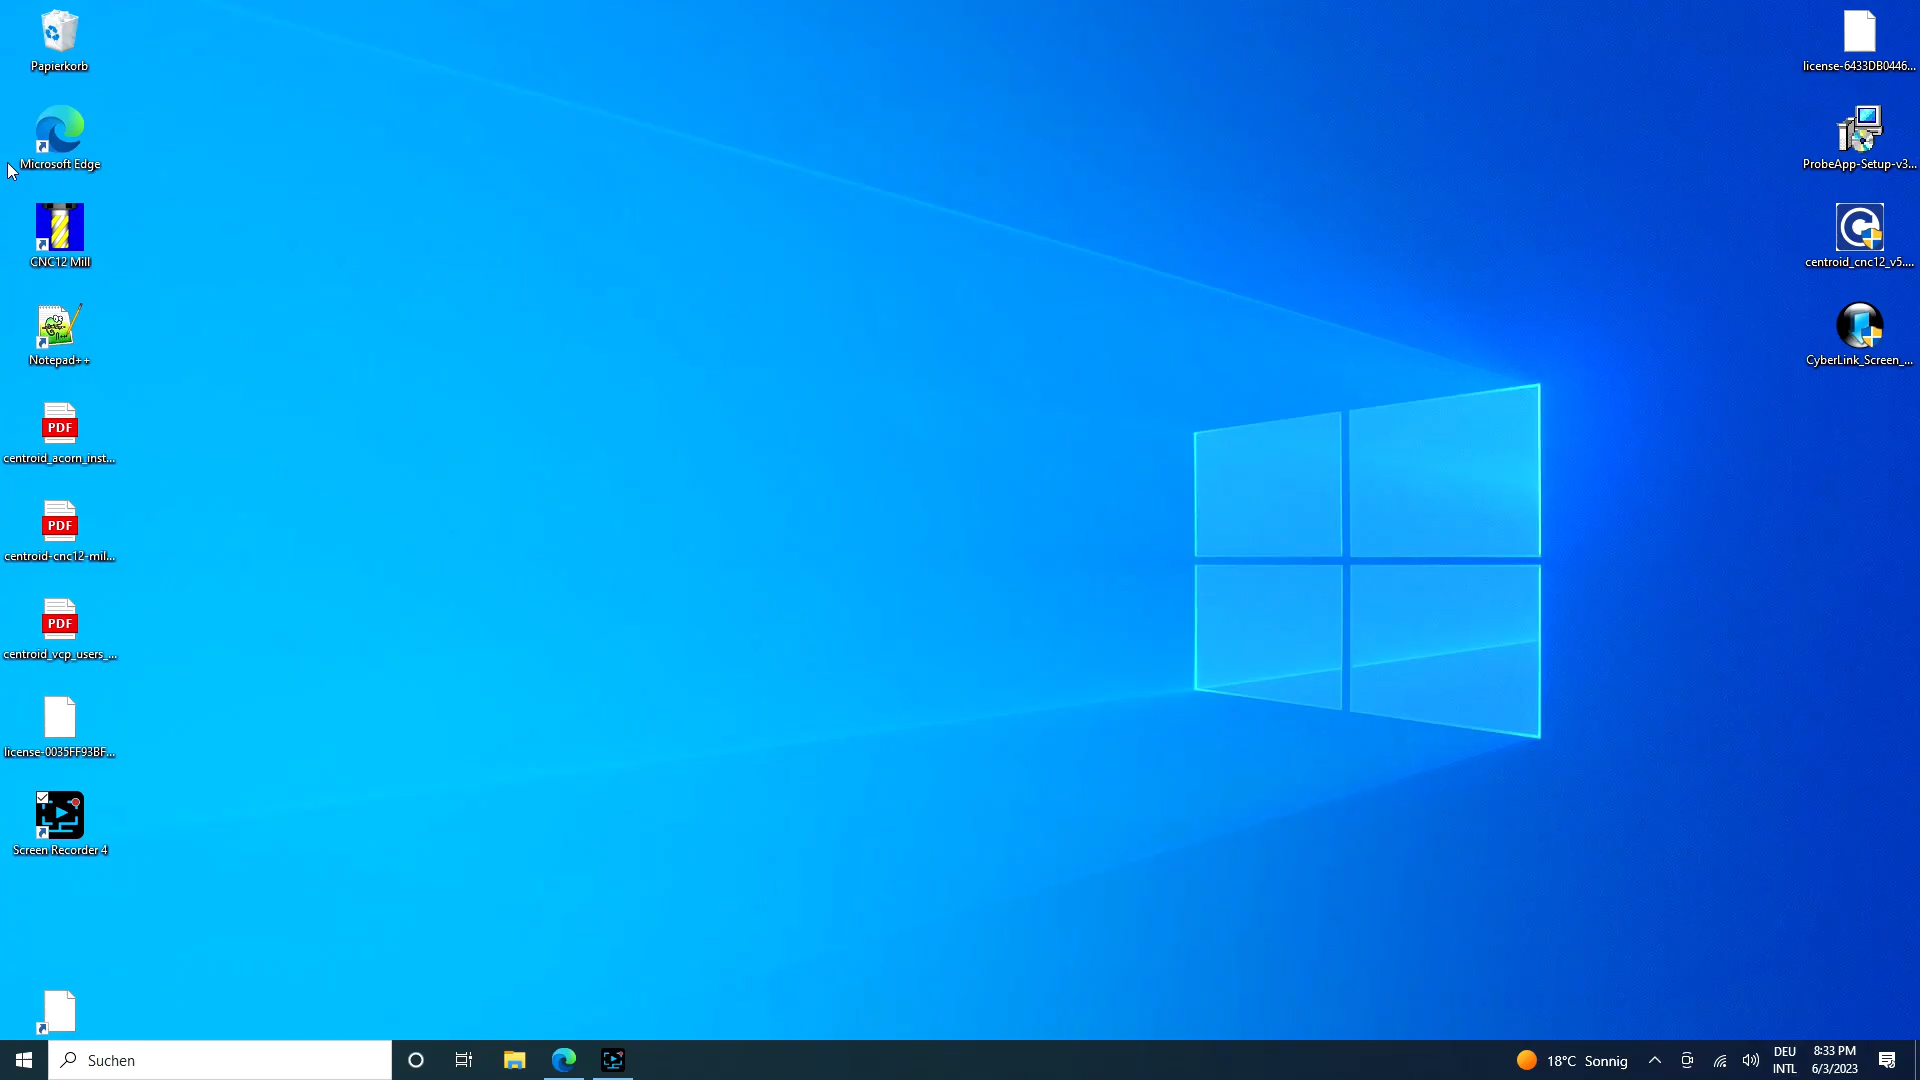 Papierkorb
Microsoft Edge
CNC12 Mill
Notepad++
PDF
centroid_acorn_inst...
PDF
centroid-cnc12-mil...
PDF
centroid_vcp_users_...
license-0035FF93BF...
Screen Recorder 4
license-6433DB0446...
ProbeApp-Setup-v3...
centroid_cnc12_v5....
CyberLink_Screen_...
Suchen
18°C Sonnig
DEU
INTL
8:33 PM
6/3/2023